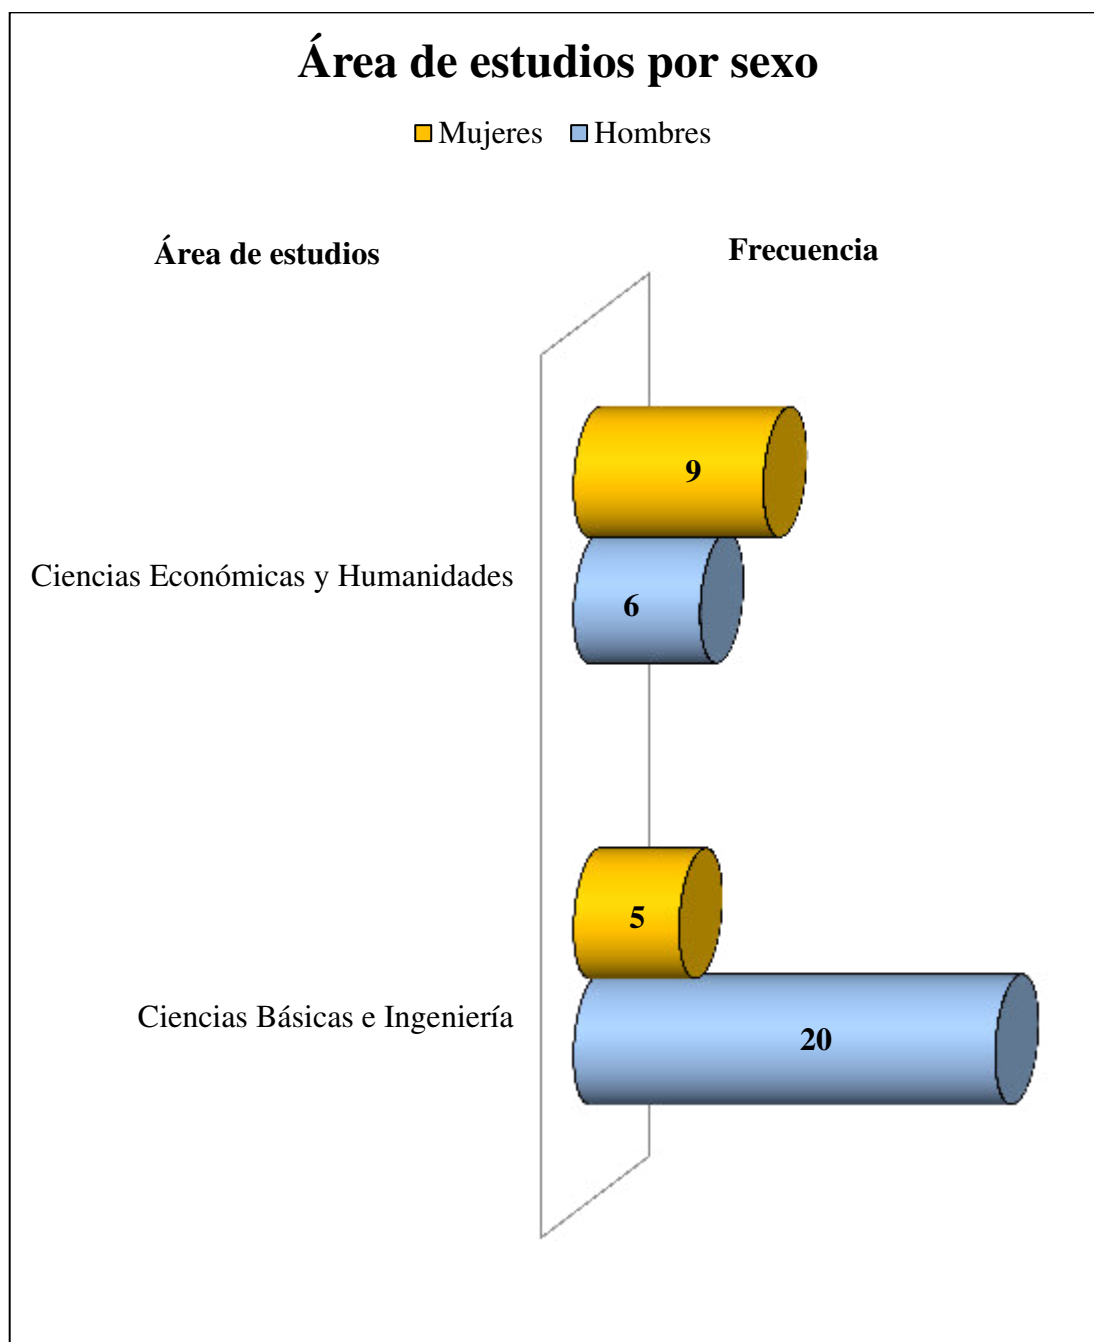 Área de estudios por sexo
Mujeres Hombres
Área de estudios Frecuencia
9
Ciencias Económicas y Humanidades
6
5
Ciencias Básicas e Ingeniería
20